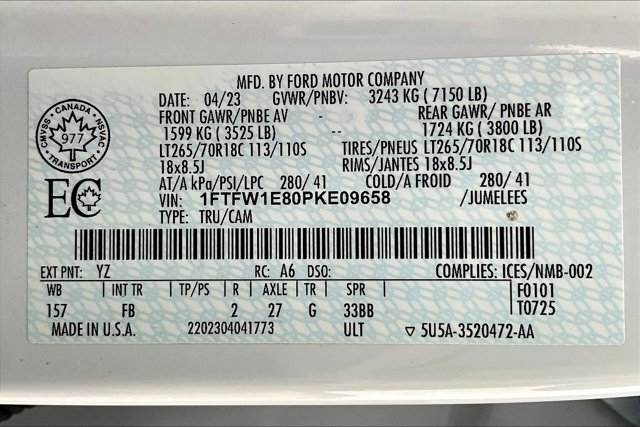 MFD. BY FORD MOTOR COMPANY
DATE: 04/23 GVWR/PNBV: 3243 KG ( 7150 LB)
FRONT GAWR/PNBE AV - REAR GAWR/ PNBE AR
1599 KG ( 3525 LB) -- 1724 KG ( 3800 LB)
LT265/70R18C 113/110S TIRES/PNEUS LT265/70R18C 113/110S
18x8.5J RIMS/JANTES 18x8.5J
AT/A kPa/PSI/LPC 280/ 41 COLD/A FROID 280/ 41
VIN: 1FTFW1E80PKE09658 /JUMELEES
TYPE: TRU/CAM
CANADA
CMVSS NSVAC
977
TRANSPORT
EC
EXT PNT: YZ RC: A6 DSO: COMPLIES: ICES/NMB-002
WB INT TR TP/PS R AXLE TR SPR F0101
157 FB 2 27 G 33BB T0725
MADE IN U.S.A. 2202304041773 ULT ▽ 5U5A-3520472-AA